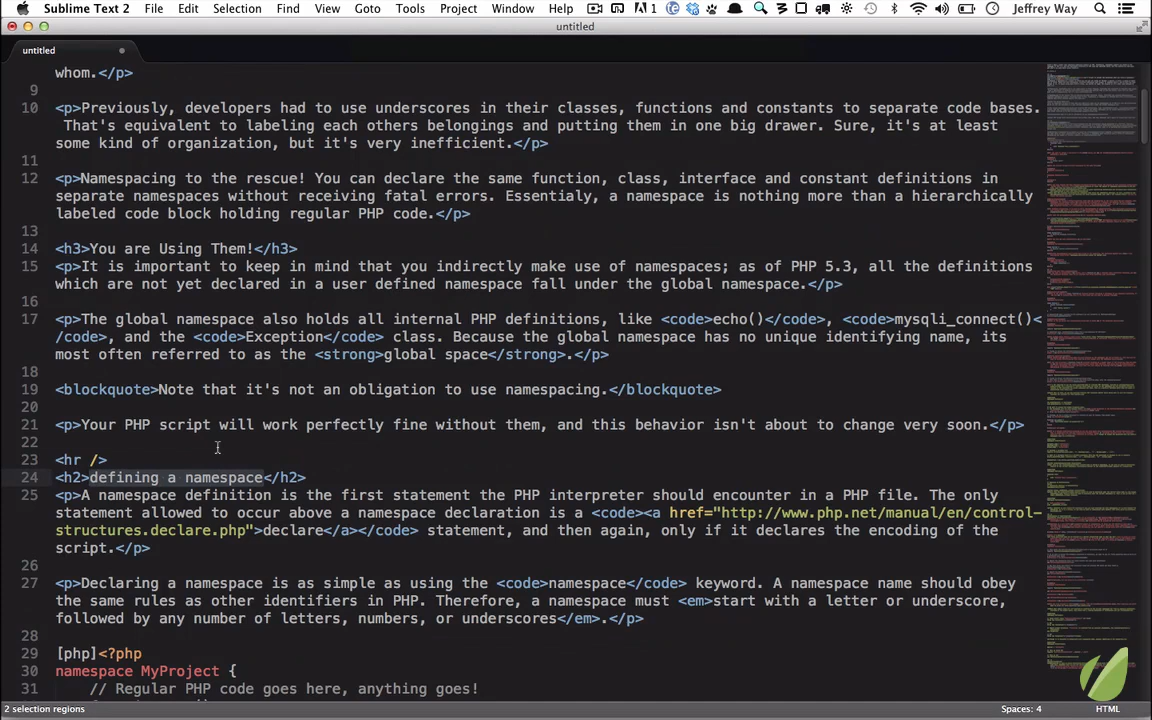 Sublime Text 2 File Edit Selection Find View Goto Tools Project Window Help 1 Jeffrey Way
untitled
untitled
whom.</p>
9
10 <p>Previously, developers had to use underscores in their classes, functions and constants to separate code bases.
That's equivalent to labeling each others belongings and putting them in one big drawer. Sure, it's at least
some kind of organization, but it's very inefficient.</p>
11
12 <p>Namespacing to the rescue! You can declare the same function, class, interface and constant definitions in
separate namespaces without receiving fatal errors. Essentialy, a namespace is nothing more than a hierarchically
labeled code block holding regular PHP code.</p>
13
14 <h3>You are Using Them!</h3>
15 <p>It is important to keep in mind that you indirectly make use of namespaces; as of PHP 5.3, all the definitions
which are not yet declared in a user defined namespace fall under the global namespace.</p>
16
17 <p>The global namespace also holds all internal PHP definitions, like <code>echo()</code>, <code>mysqli_connect()<
/code>, and the <code>Exception</code> class. Because the global namespace has no unique identifying name, its
most often referred to as the <strong>global space</strong>.</p>
18
19 <blockquote>Note that it's not an obligation to use namespacing.</blockquote>
20
21 <p>Your PHP script will work perfectly fine without them, and this behavior isn't about to change very soon.</p>
22
23 <hr />
24 <h2>defining a namespace</h2>
25 <p>A namespace definition is the first statement the PHP interpreter should encounter in a PHP file. The only
statement allowed to occur above a namespace declaration is a <code><a href="http://www.php.net/manual/en/control-
structures.declare.php">declare</a></code> statement, and then again, only if it declares the encoding of the
script.</p>
26
27 <p>Declaring a namespace is as simple as using the <code>namespace</code> keyword. A namespace name should obey
the same rules as other identifiers in PHP. Therefore, a namespace must <em>start with a letter or underscore,
followed by any number of letters, numbers, or underscores</em>.</p>
28
29 [php]<?php
30 namespace MyProject {
31 // Regular PHP code goes here, anything goes!
2 selection regions Spaces: 4 HTML